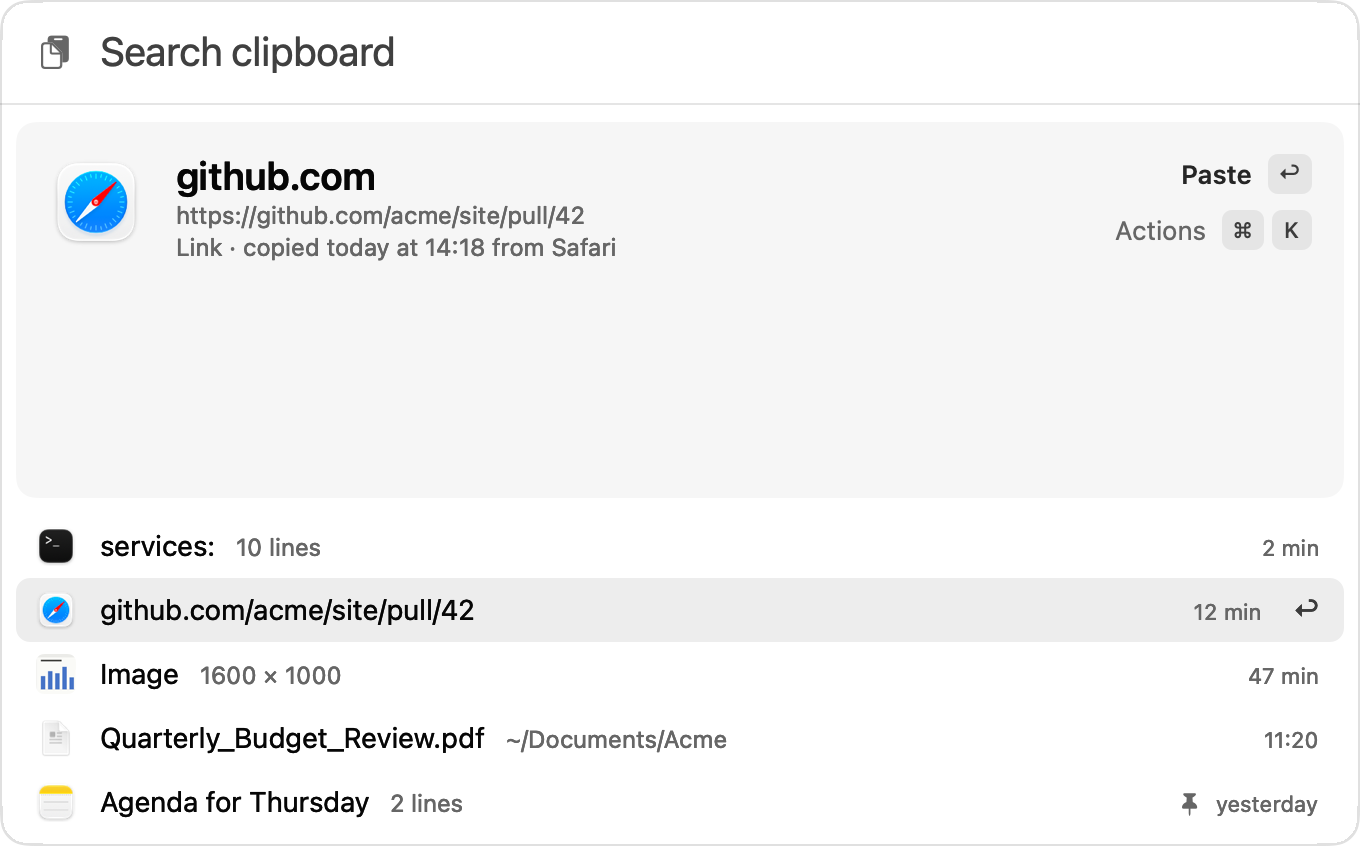 Search clipboard
github.com
Paste ↩
https://github.com/acme/site/pull/42
Actions ⌘ K
Link · copied today at 14:18 from Safari
services: 10 lines 2 min
github.com/acme/site/pull/42 12 min ↩
Image 1600 × 1000 47 min
Quarterly_Budget_Review.pdf ~/Documents/Acme 11:20
Agenda for Thursday 2 lines yesterday